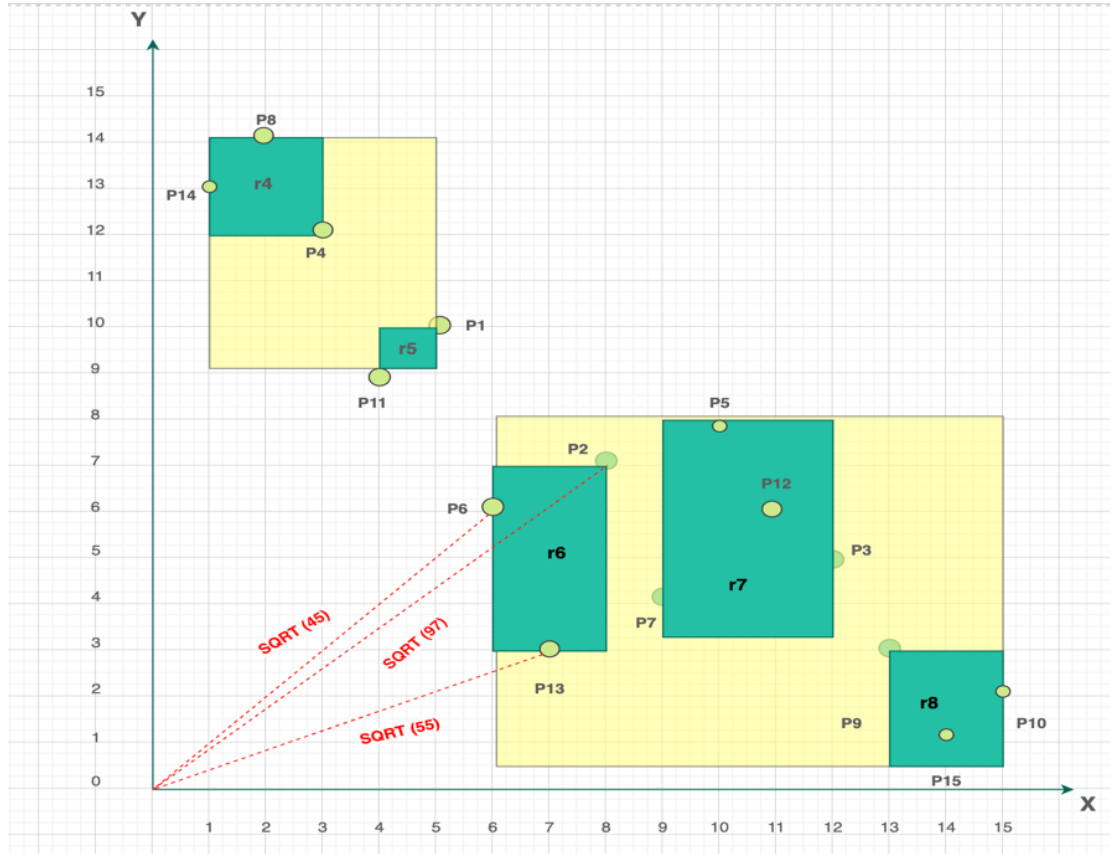 Y
15
P8
14
r4
13
P14
12
P4
11
10
P1
r5
9
P11
8
P5
P2
7
P12
P6
6
r6
P3
5
r7
4
P7
SQRT (45)
SQRT (97)
3
P13
2
r8
P9
P10
SQRT (55)
1
P15
0
X
1 2 3 4 5 6 7 8 9 10 11 12 13 14 15